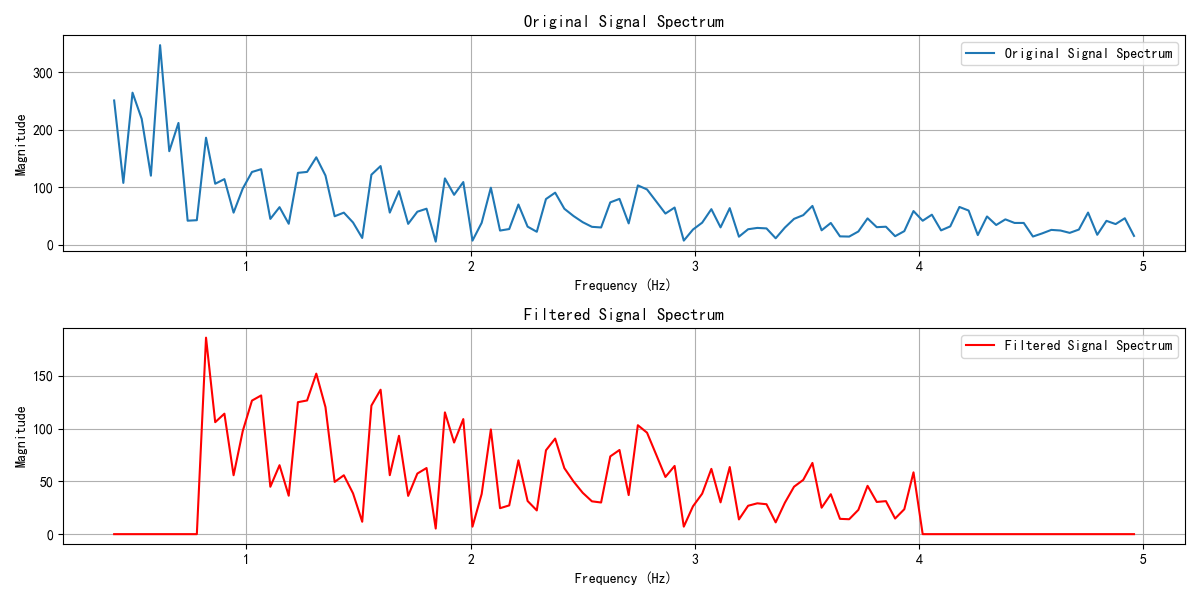 Original Signal Spectrum
Original Signal Spectrum
300
200
100
0
Magnitude
1 2 3 4 5
Frequency (Hz)
Filtered Signal Spectrum
Filtered Signal Spectrum
150
100
50
0
Magnitude
1 2 3 4 5
Frequency (Hz)